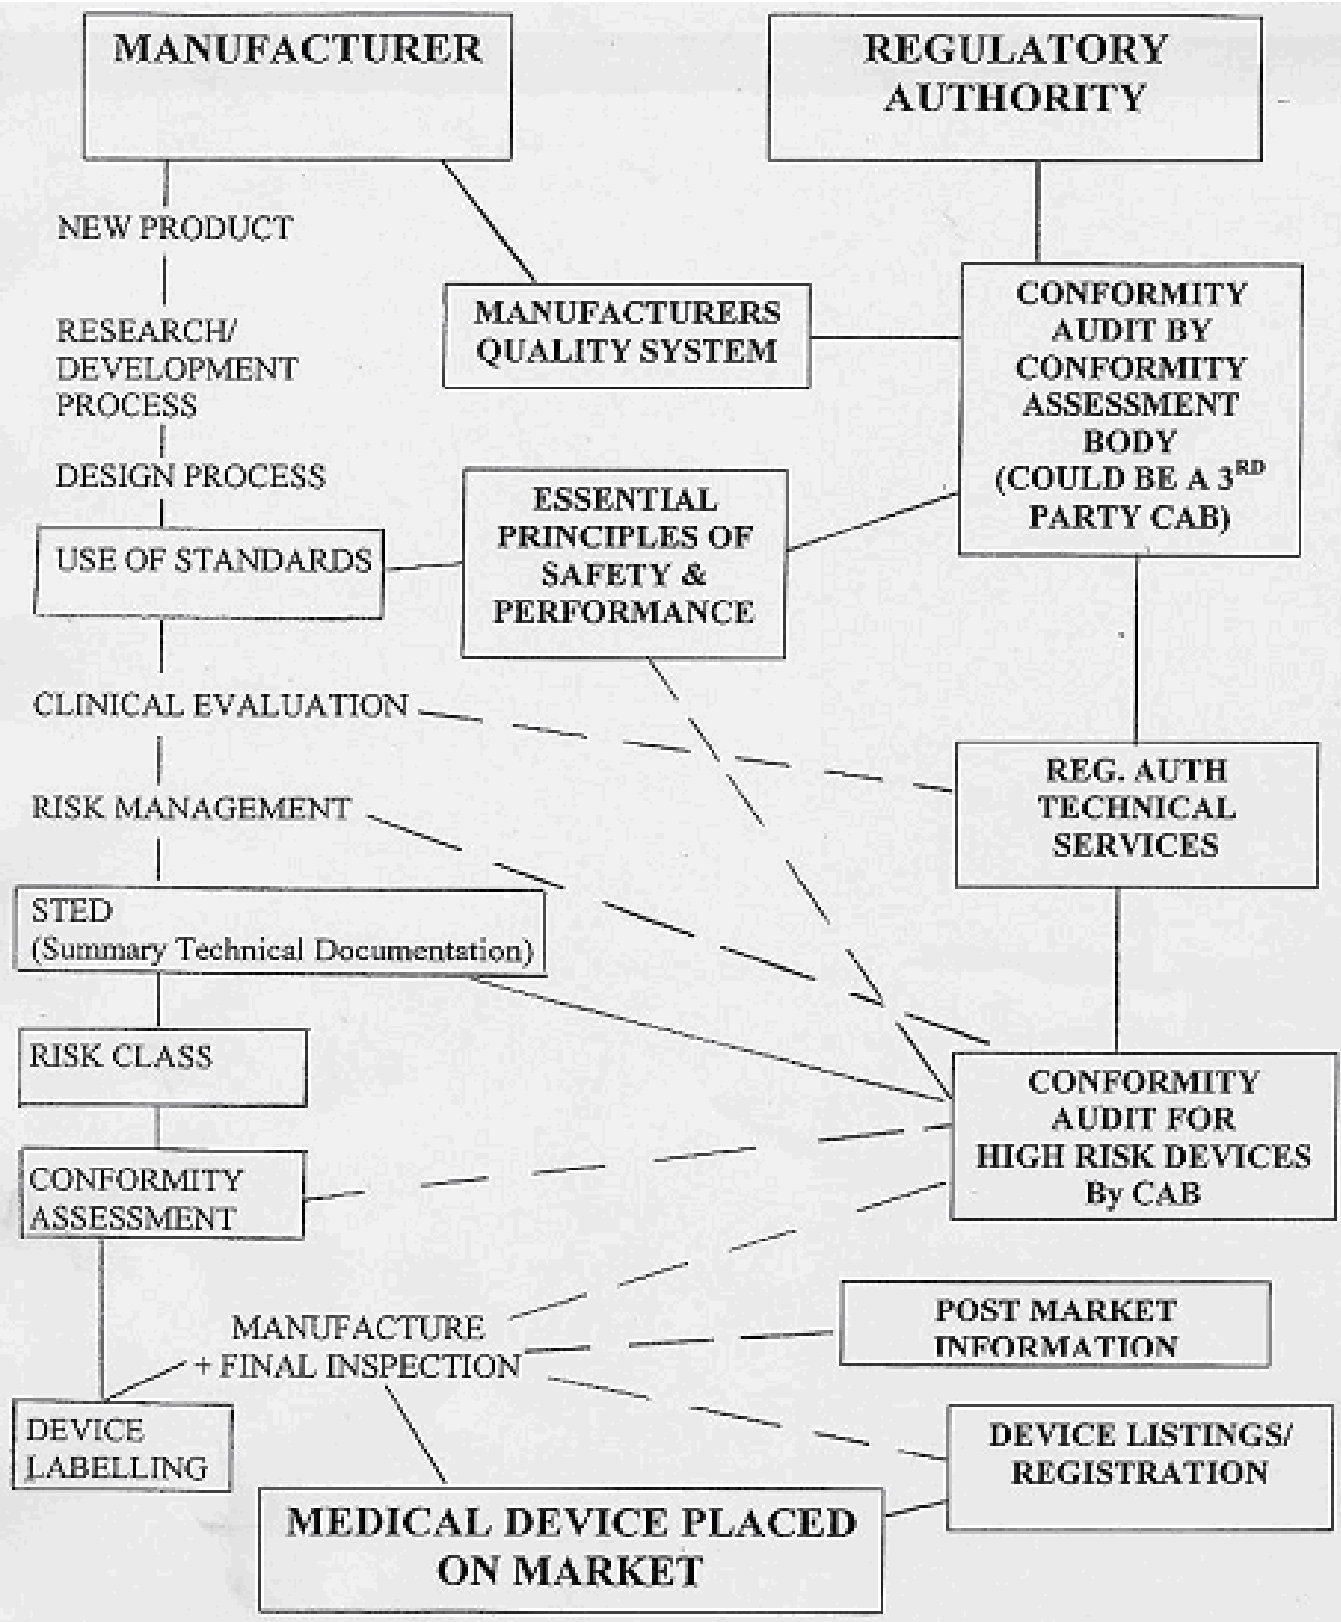 MANUFACTURER
REGULATORY
AUTHORITY
NEW PRODUCT
MANUFACTURERS
QUALITY SYSTEM
CONFORMITY
AUDIT BY
CONFORMITY
ASSESSMENT
BODY
(COULD BE A 3RD
PARTY CAB)
RESEARCH/
DEVELOPMENT
PROCESS
DESIGN PROCESS
USE OF STANDARDS
ESSENTIAL
PRINCIPLES OF
SAFETY &
PERFORMANCE
CLINICAL EVALUATION
REG. AUTH
TECHNICAL
SERVICES
RISK MANAGEMENT
STED
(Summary Technical Documentation)
RISK CLASS
CONFORMITY
AUDIT FOR
HIGH RISK DEVICES
By CAB
CONFORMITY
ASSESSMENT
MANUFACTURE
+ FINAL INSPECTION
POST MARKET
INFORMATION
DEVICE
LABELLING
DEVICE LISTINGS/
REGISTRATION
MEDICAL DEVICE PLACED
ON MARKET